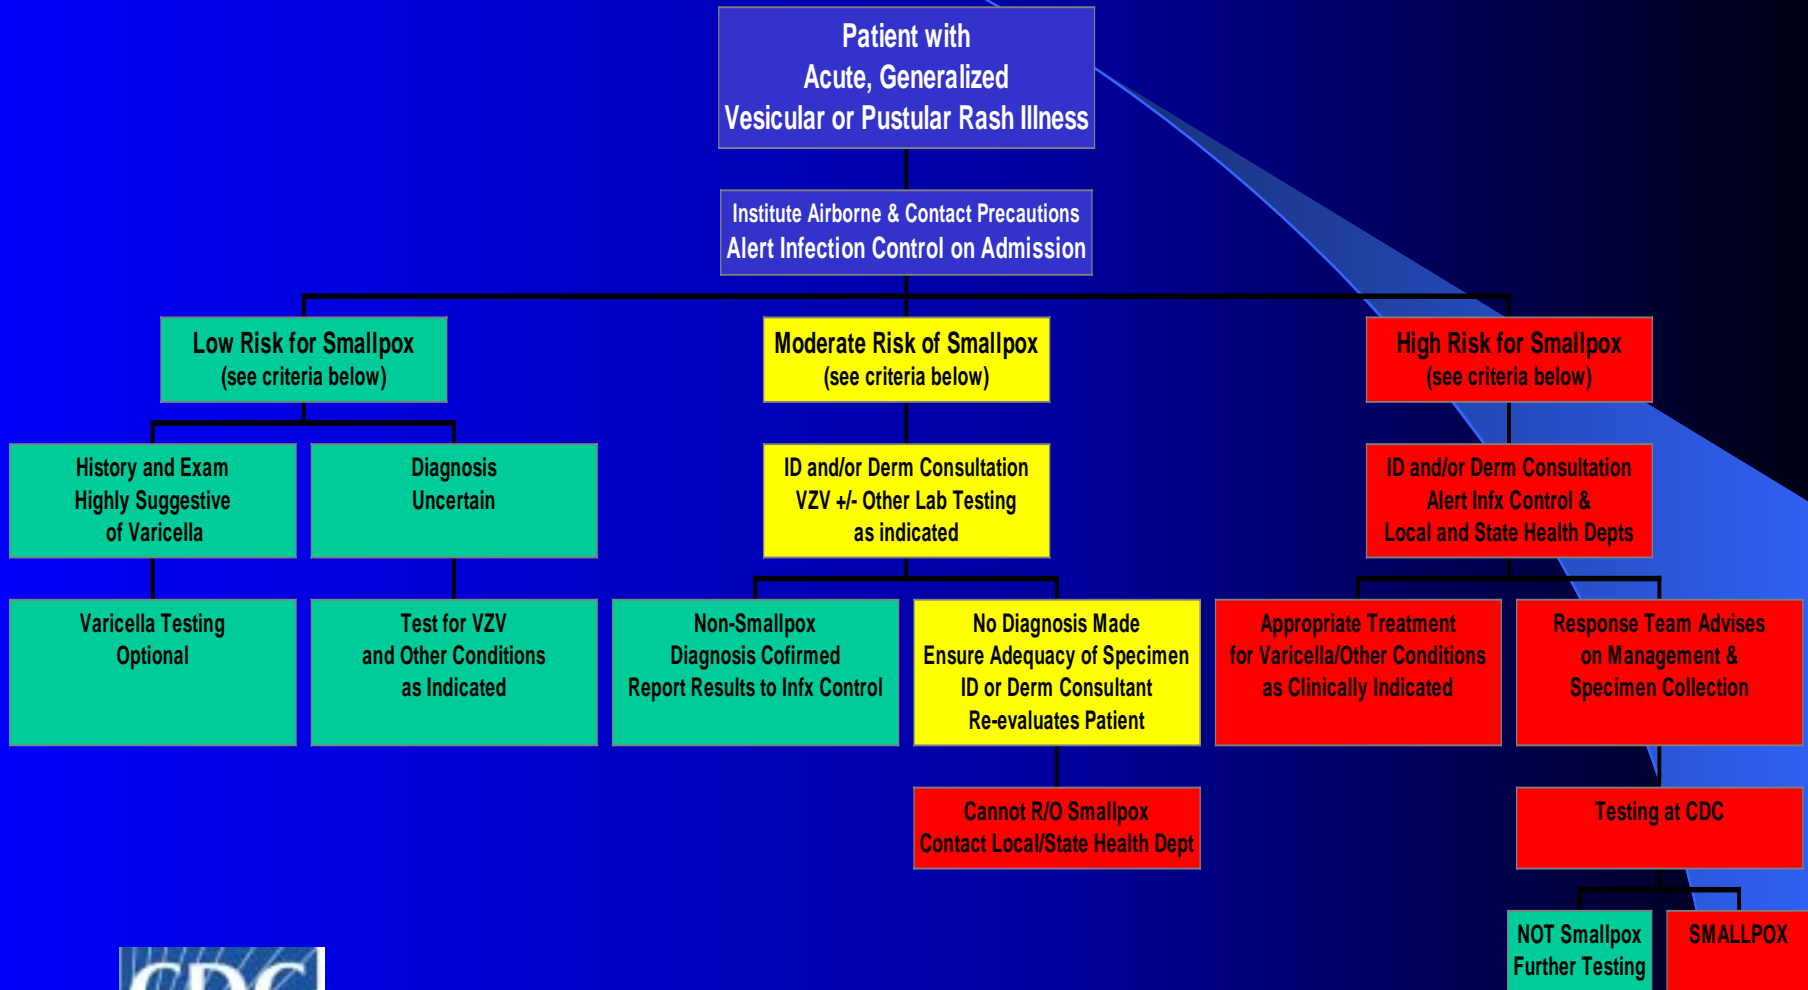 Patient with
Acute, Generalized
Vesicular or Pustular Rash Illness
Institute Airborne & Contact Precautions
Alert Infection Control on Admission
Low Risk for Smallpox
(see criteria below)
Moderate Risk of Smallpox
(see criteria below)
High Risk for Smallpox
(see criteria below)
History and Exam
Highly Suggestive
of Varicella
Diagnosis
Uncertain
ID and/or Derm Consultation
VZV +/- Other Lab Testing
as indicated
ID and/or Derm Consultation
Alert Infx Control &
Local and State Health Depts
Varicella Testing
Optional
Test for VZV
and Other Conditions
as Indicated
Non-Smallpox
Diagnosis Cofirmed
Report Results to Infx Control
No Diagnosis Made
Ensure Adequacy of Specimen
ID or Derm Consultant
Re-evaluates Patient
Appropriate Treatment
for Varicella/Other Conditions
as Clinically Indicated
Response Team Advises
on Management &
Specimen Collection
Cannot R/O Smallpox
Contact Local/State Health Dept
Testing at CDC
NOT Smallpox
Further Testing
SMALLPOX
CDC